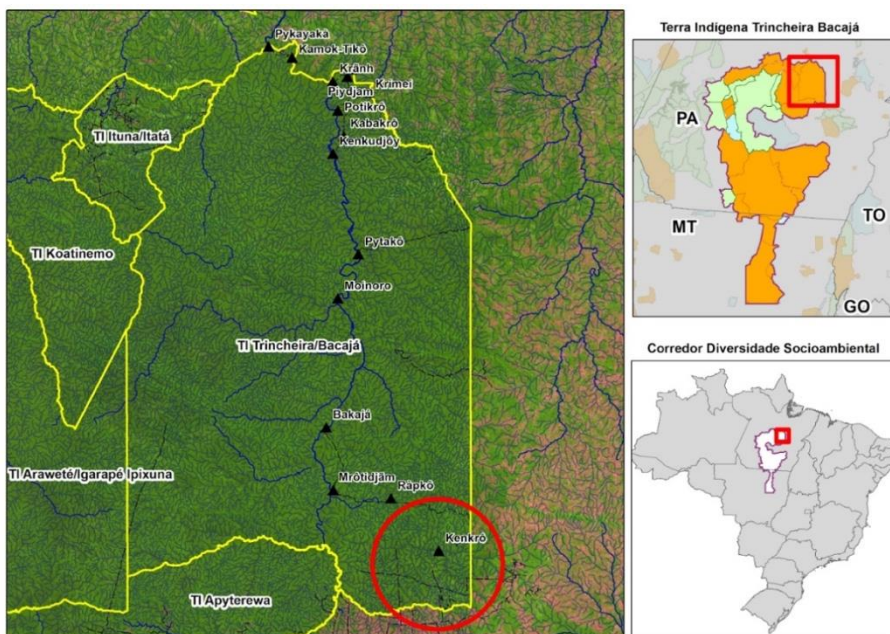 Pykayaka
Kamok-Tikô
Krãnh
Krimei
Piydjam
Potikrô
Kabakrô
Kenkudjôy
TI Ituna/Itatá
TI Koatinemo
Pytakô
Moinoro
TI Trincheira/Bacajá
Bakajá
TI Araweté/Igarapé Ipixuna
Mrôtidjãm
Rapkô
Kenkrô
TI Apyterewa
Terra Indígena Trincheira Bacajá
PA
MT
TO
GO
Corredor Diversidade Socioambiental